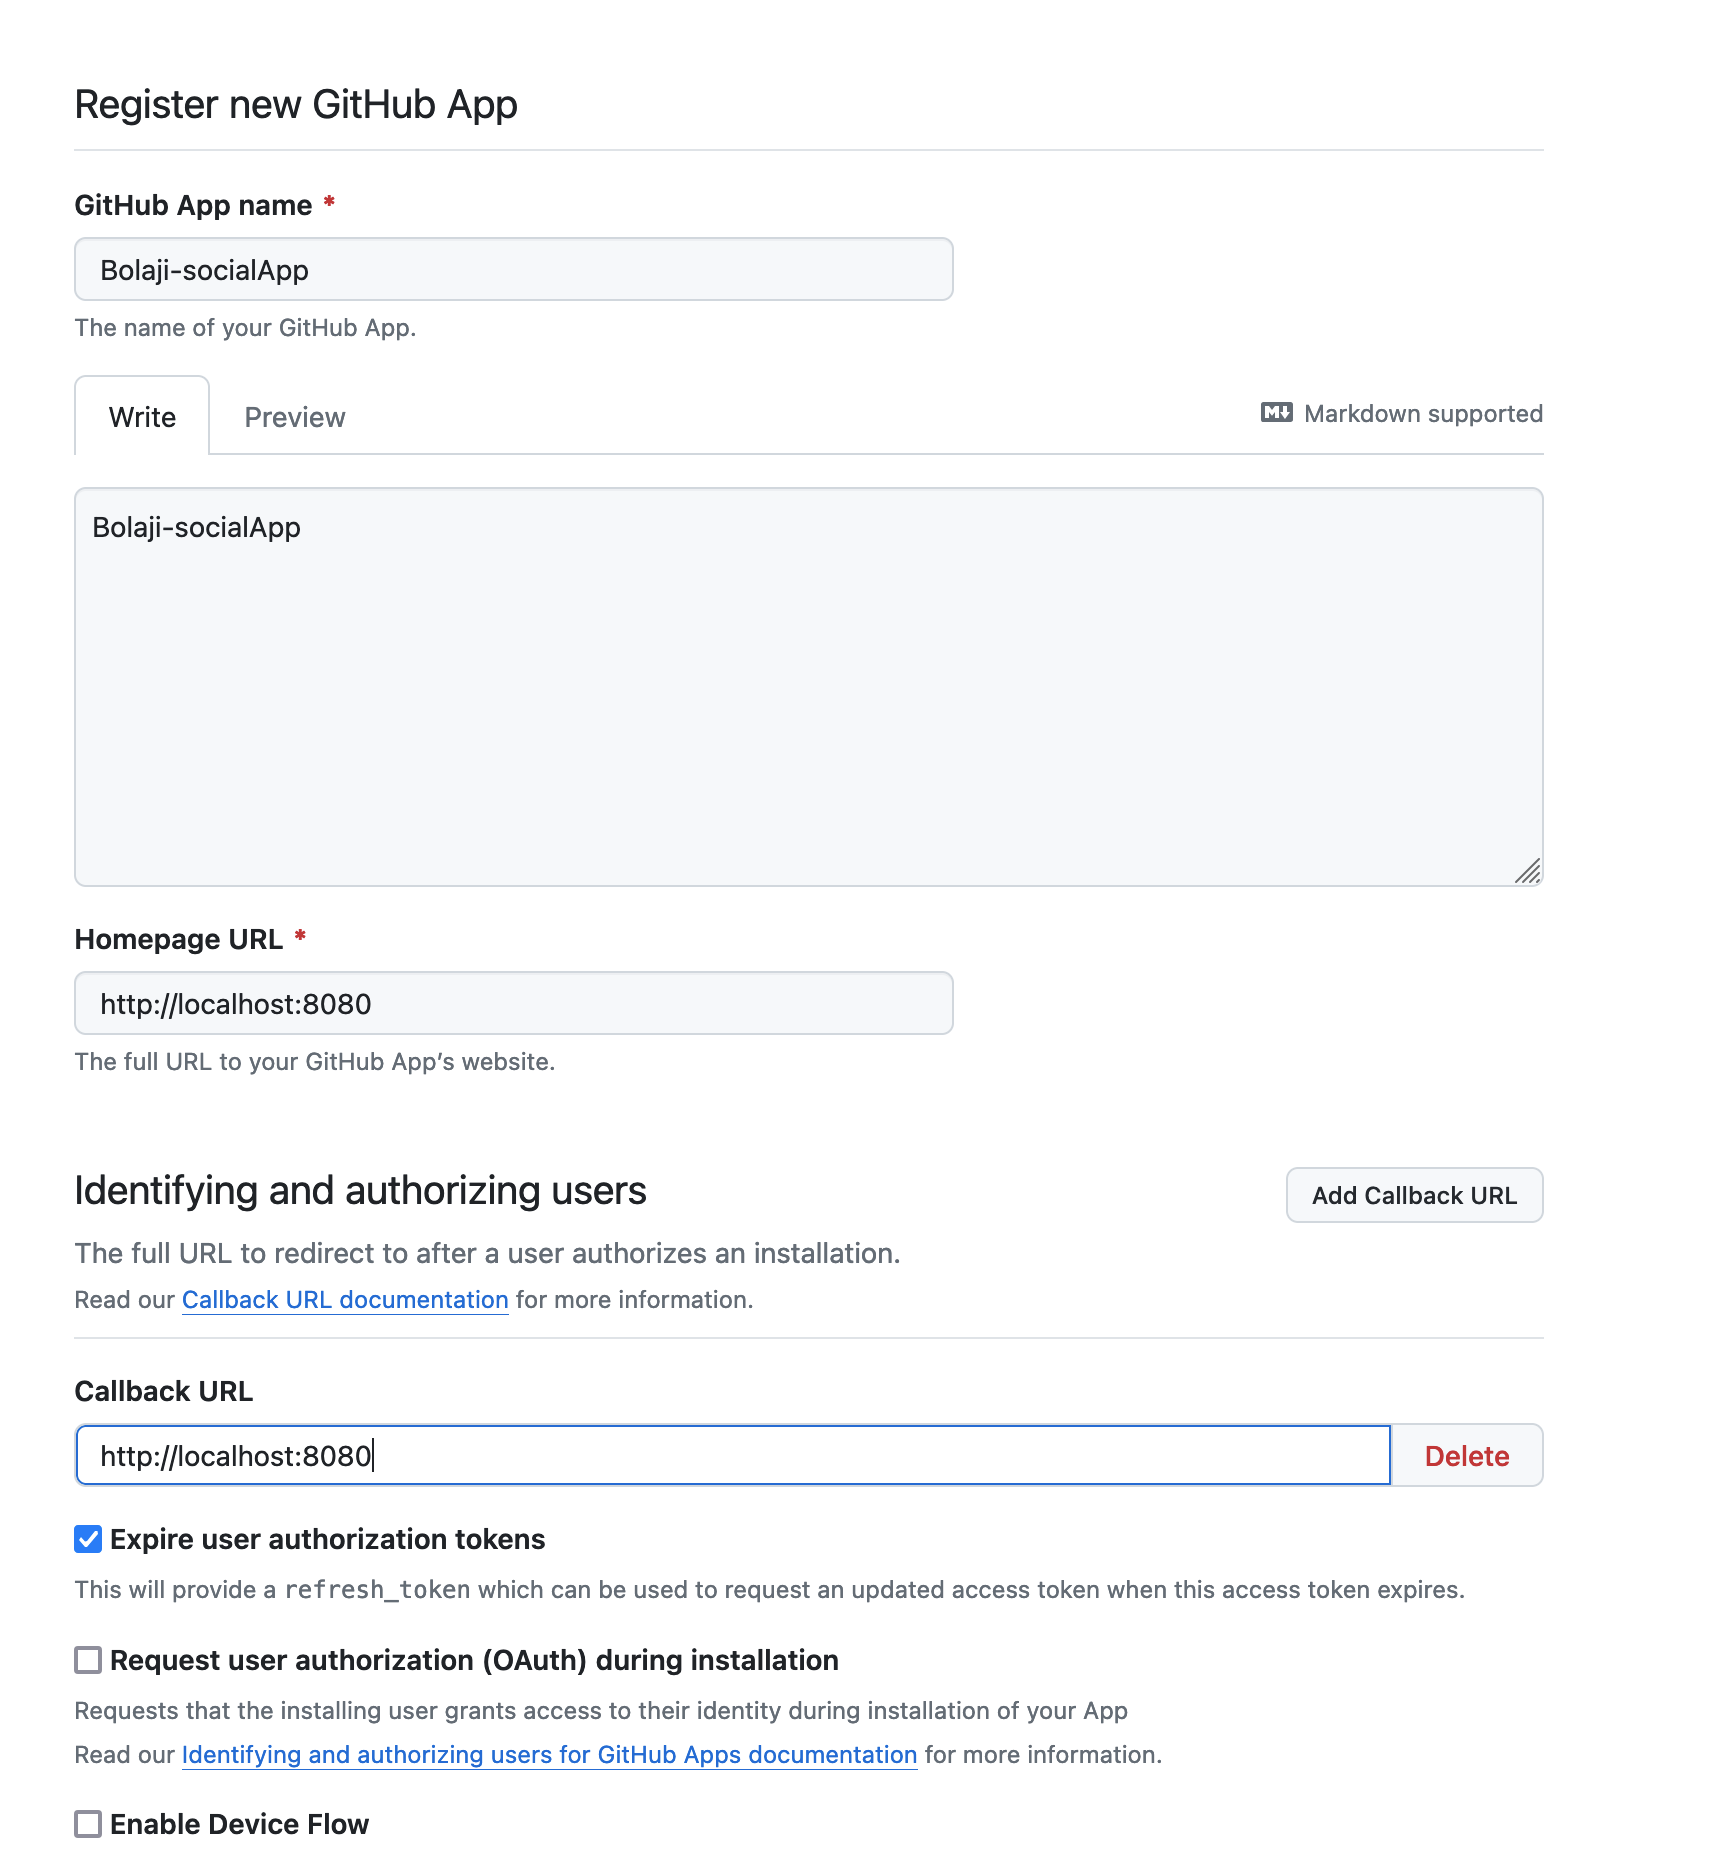 Register new GitHub App
GitHub App name *
Bolaji-socialApp
The name of your GitHub App.
Write Preview Markdown supported
Bolaji-socialApp
Homepage URL *
http://localhost:8080
The full URL to your GitHub App’s website.
Identifying and authorizing users Add Callback URL
The full URL to redirect to after a user authorizes an installation.
Read our Callback URL documentation for more information.
Callback URL
http://localhost:8080 Delete
Expire user authorization tokens
This will provide a refresh_token which can be used to request an updated access token when this access token expires.
Request user authorization (OAuth) during installation
Requests that the installing user grants access to their identity during installation of your App
Read our Identifying and authorizing users for GitHub Apps documentation for more information.
Enable Device Flow